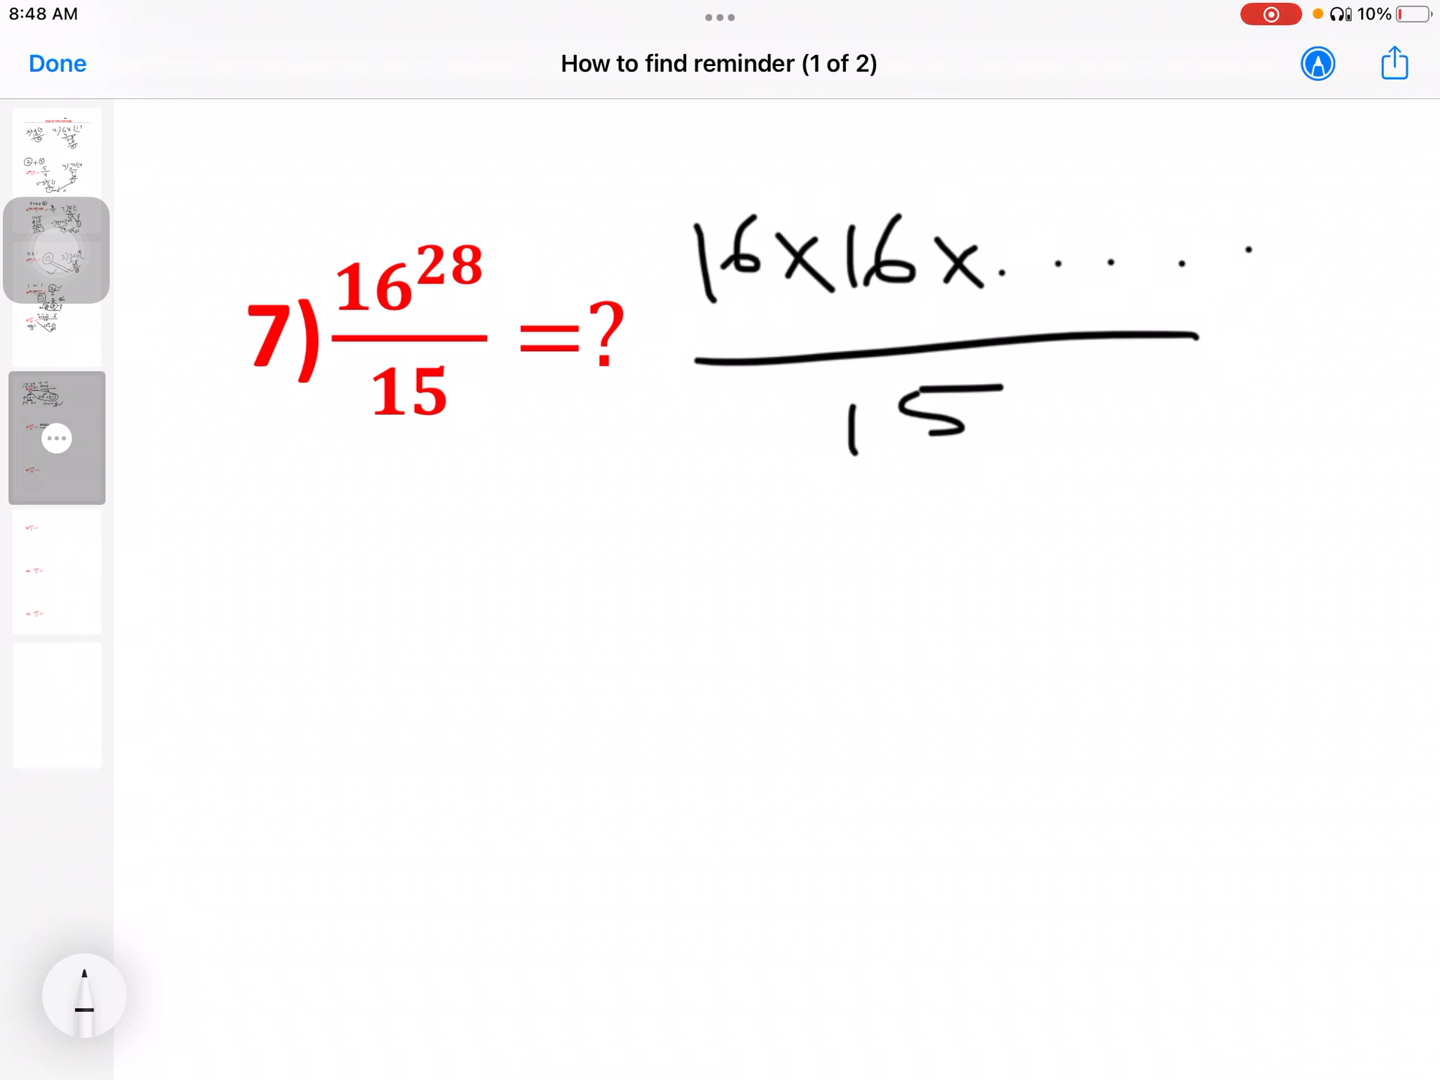 8:48 AM
10%
Done
How to find reminder (1 of 2)
7) 16^28 / 15 =?
16×16×. . . . .
15